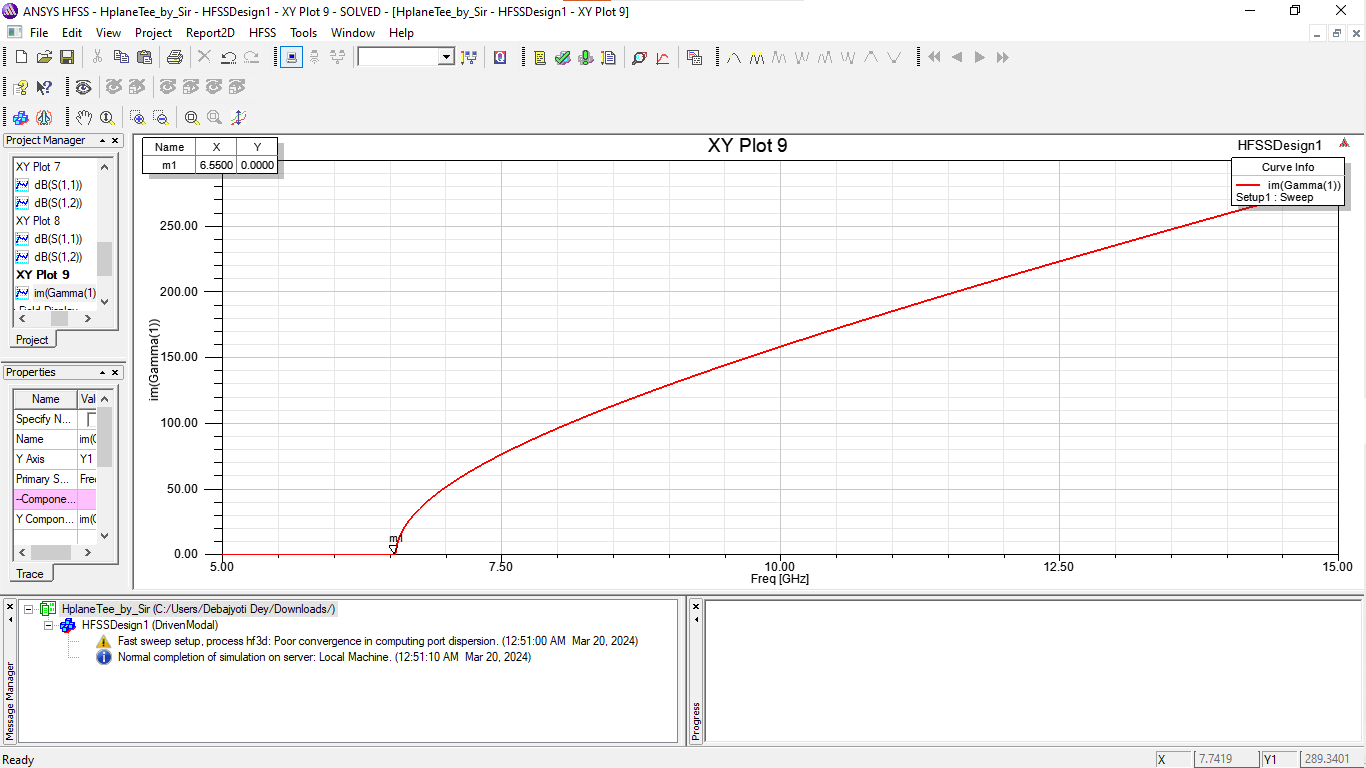 ANSYS HFSS - HplaneTee_by_Sir - HFSSDesign1 - XY Plot 9 - SOLVED - [HplaneTee_by_Sir - HFSSDesign1 - XY Plot 9]
File Edit View Project Report2D HFSS Tools Window Help
Project Manager
XY Plot 7
dB(S(1,1))
dB(S(1,2))
XY Plot 8
dB(S(1,1))
dB(S(1,2))
XY Plot 9
im(Gamma(1)
Field Display
Project
Properties
Name Val
Specify N...
Name im(G
Y Axis Y1
Primary S... Fre
--Compone...
Y Compon... im(G
Trace
XY Plot 9
HFSSDesign1
Name X Y
m1 6.5500 0.0000
Curve Info
im(Gamma(1))
Setup1 : Sweep
im(Gamma(1))
250.00
200.00
150.00
100.00
50.00
0.00
m1
5.00 7.50 10.00 12.50 15.00
Freq [GHz]
Message Manager
HplaneTee_by_Sir (C:/Users/Debajyoti Dey/Downloads/)
HFSSDesign1 (DrivenModal)
Fast sweep setup, process hf3d: Poor convergence in computing port dispersion. (12:51:00 AM Mar 20, 2024)
Normal completion of simulation on server: Local Machine. (12:51:10 AM Mar 20, 2024)
Progress
Ready
X 7.7419 Y1 289.3401